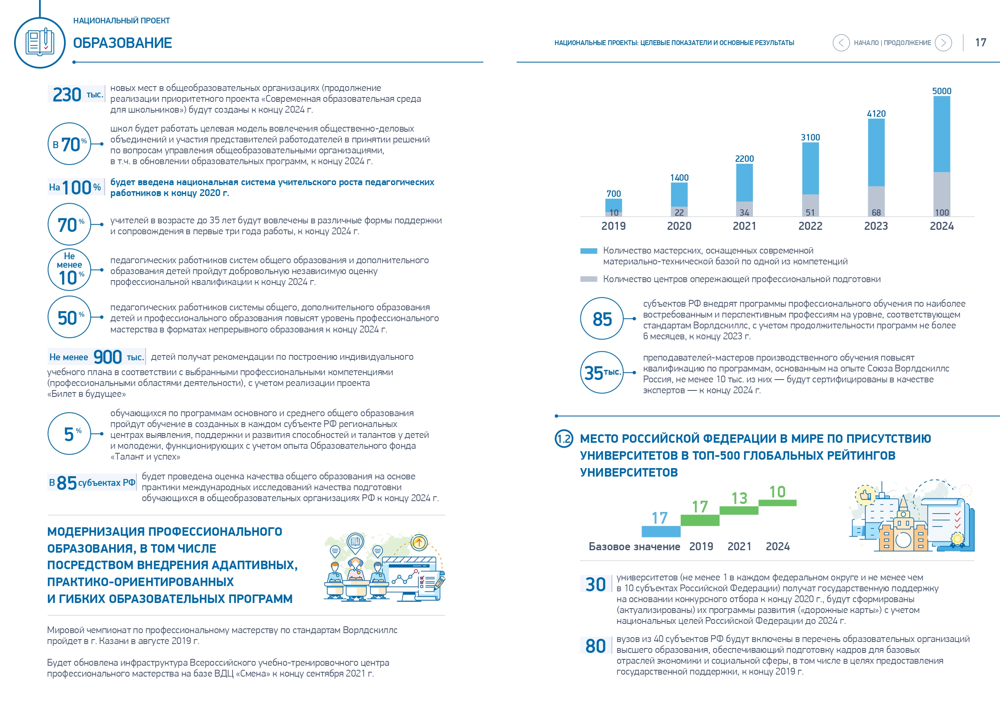 НАЦИОНАЛЬНЫЙ ПРОЕКТ
ОБРАЗОВАНИЕ
230 тыс.
новых мест в общеобразовательных организациях (продолжение
реализации приоритетного проекта «Современная образовательная среда
для школьников») будут созданы к концу 2024 г.
В 70%
школ будет работать целевая модель вовлечения общественно-деловых
объединений и участия представителей работодателей в принятии решений
по вопросам управления общеобразовательными организациями,
в т.ч. в обновлении образовательных программ, к концу 2024 г.
На 100 %
будет введена национальная система учительского роста педагогических
работников к концу 2020 г.
70%
учителей в возрасте до 35 лет будут вовлечены в различные формы поддержки
и сопровождения в первые три года работы, к концу 2024 г.
Не
менее
10%
педагогических работников систем общего образования и дополнительного
образования детей пройдут добровольную независимую оценку
профессиональной квалификации к концу 2024 г.
50%
педагогических работников системы общего, дополнительного образования
детей и профессионального образования повысят уровень профессионального
мастерства в форматах непрерывного образования к концу 2024 г.
Не менее 900 тыс. детей получат рекомендации по построению индивидуального
учебного плана в соответствии с выбранными профессиональными компетенциями
(профессиональными областями деятельности), с учетом реализации проекта
«Билет в будущее»
5%
обучающихся по программам основного и среднего общего образования
пройдут обучение в созданных в каждом субъекте РФ региональных
центрах выявления, поддержки и развития способностей и талантов у детей
и молодежи, функционирующих с учетом опыта Образовательного фонда
«Талант и успех»
В 85 субъектах РФ
будет проведена оценка качества общего образования на основе
практики международных исследований качества подготовки
обучающихся в общеобразовательных организациях РФ к концу 2024 г.
МОДЕРНИЗАЦИЯ ПРОФЕССИОНАЛЬНОГО
ОБРАЗОВАНИЯ, В ТОМ ЧИСЛЕ
ПОСРЕДСТВОМ ВНЕДРЕНИЯ АДАПТИВНЫХ,
ПРАКТИКО-ОРИЕНТИРОВАННЫХ
И ГИБКИХ ОБРАЗОВАТЕЛЬНЫХ ПРОГРАММ
Мировой чемпионат по профессиональному мастерству по стандартам Ворлдскиллс
пройдет в г. Казани в августе 2019 г.
Будет обновлена инфраструктура Всероссийского учебно-тренировочного центра
профессионального мастерства на базе ВДЦ «Смена» к концу сентября 2021 г.
НАЦИОНАЛЬНЫЕ ПРОЕКТЫ: ЦЕЛЕВЫЕ ПОКАЗАТЕЛИ И ОСНОВНЫЕ РЕЗУЛЬТАТЫ
НАЧАЛО | ПРОДОЛЖЕНИЕ
17
700 1400 2200 3100 4120 5000
10 22 34 51 68 100
2019 2020 2021 2022 2023 2024
Количество мастерских, оснащенных современной
материально-технической базой по одной из компетенций
Количество центров опережающей профессиональной подготовки
85
субъектов РФ внедрят программы профессионального обучения по наиболее
востребованным и перспективным профессиям на уровне, соответствующем
стандартам Ворлдскиллс, с учетом продолжительности программ не более
6 месяцев, к концу 2023 г.
35 тыс.
преподавателей-мастеров производственного обучения повысят
квалификацию по программам, основанным на опыте Союза Ворлдскиллс
Россия, не менее 10 тыс. из них — будут сертифицированы в качестве
экспертов — к концу 2024 г.
1.2 МЕСТО РОССИЙСКОЙ ФЕДЕРАЦИИ В МИРЕ ПО ПРИСУТСТВИЮ
УНИВЕРСИТЕТОВ В ТОП-500 ГЛОБАЛЬНЫХ РЕЙТИНГОВ
УНИВЕРСИТЕТОВ
17 17 13 10
Базовое значение 2019 2021 2024
30
университетов (не менее 1 в каждом федеральном округе и не менее чем
в 10 субъектах Российской Федерации) получат государственную поддержку
на основании конкурсного отбора к концу 2020 г., будут сформированы
(актуализированы) их программы развития («дорожные карты») с учетом
национальных целей Российской Федерации до 2024 г.
80
вузов из 40 субъектов РФ будут включены в перечень образовательных организаций
высшего образования, обеспечивающий подготовку кадров для базовых
отраслей экономики и социальной сферы, в том числе в целях предоставления
государственной поддержки, к концу 2019 г.